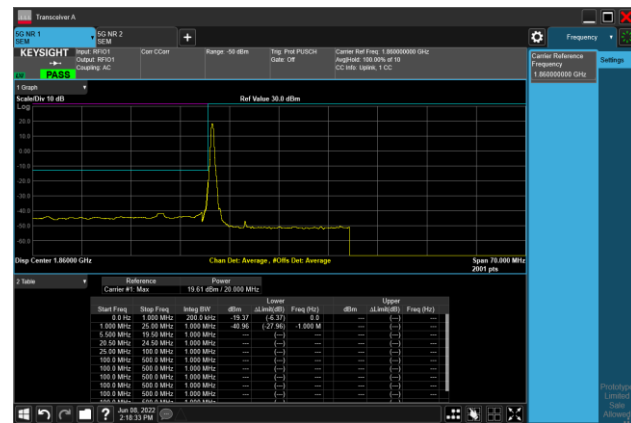 Transceiver A
5G NR 1
SEM
5G NR 2
SEM
+
Frequency
KEYSIGHT
LV PASS
Input: RFIO1
Output: RFIO1
Coupling: AC
Corr CCorr
Range: -50 dBm
Trig: Prot PUSCH
Gate: Off
Carrier Ref Freq: 1.860000000 GHz
Avg|Hold: 100.00% of 10
CC Info: Uplink, 1 CC
Carrier Reference
Frequency
1.860000000 GHz
Settings
1 Graph
Scale/Div 10 dB
Ref Value 30.0 dBm
Log
20.0
10.0
0.00
-10.0
-20.0
-30.0
-40.0
-50.0
-60.0
Disp Center 1.86000 GHz
Chan Det: Average, #Offs Det: Average
Span 70.000 MHz
2001 pts
2 Table
Reference Power
Carrier #1: Max 19.61 dBm / 20.000 MHz
Lower Upper
Start Freq Stop Freq Integ BW dBm ΔLimit(dB) Freq (Hz) dBm ΔLimit(dB) Freq (Hz)
0.0 Hz 1.000 MHz 200.0 kHz -19.37 (-6.37) 0.0 --- (---) ---
1.000 MHz 25.00 MHz 1.000 MHz -40.96 (-27.96) -1.000 M --- (---) ---
5.500 MHz 19.50 MHz 1.000 MHz --- (---) --- --- (---) ---
20.50 MHz 24.50 MHz 1.000 MHz --- (---) --- --- (---) ---
25.00 MHz 100.0 MHz 1.000 MHz --- (---) --- --- (---) ---
100.0 MHz 500.0 MHz 1.000 MHz --- (---) --- --- (---) ---
100.0 MHz 500.0 MHz 1.000 MHz --- (---) --- --- (---) ---
100.0 MHz 500.0 MHz 1.000 MHz --- (---) --- --- (---) ---
100.0 MHz 500.0 MHz 1.000 MHz --- (---) --- --- (---) ---
100.0 MHz 500.0 MHz 1.000 MHz --- (---) --- --- (---) ---
Prototype
Limited
Sale
Allowed
?
Jun 08, 2022
2:18:33 PM